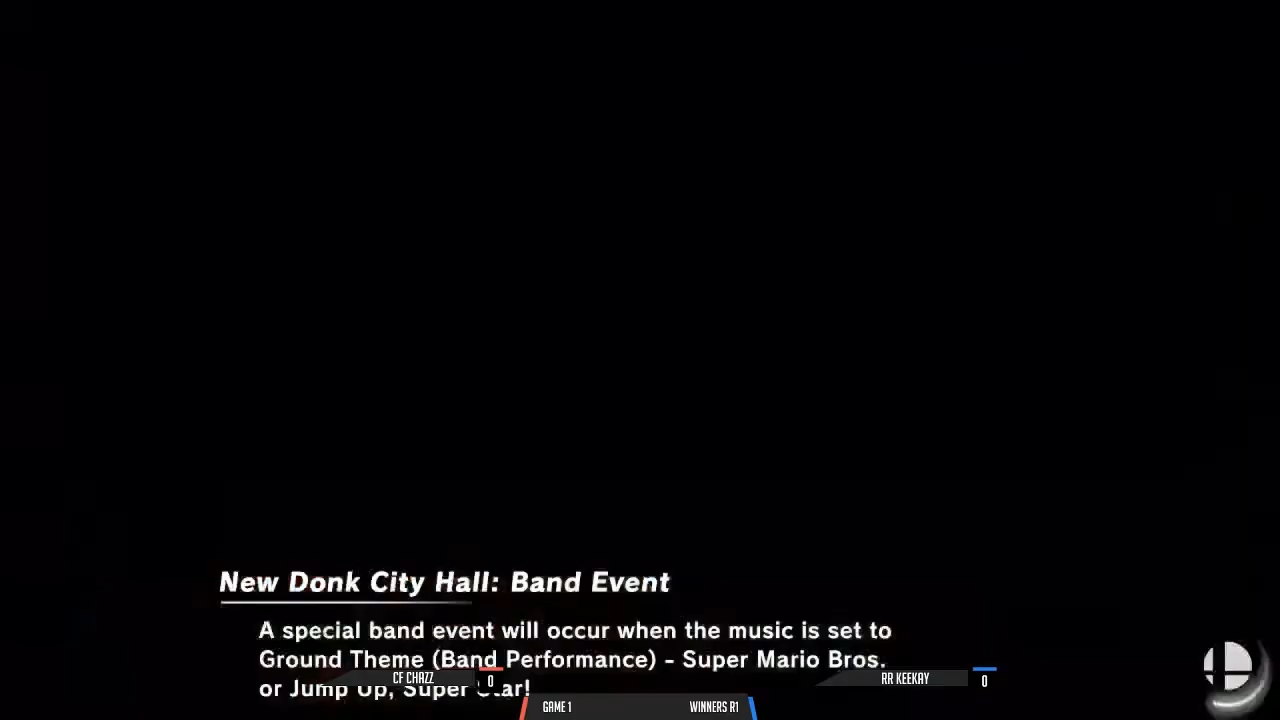 New Donk City Hall: Band Event
A special band event will occur when the music is set to
Ground Theme (Band Performance) - Super Mario Bros.
or Jump Up, Super Star!
CF CHAZZ 0
RR KEEKAY 0
GAME 1
WINNERS R1